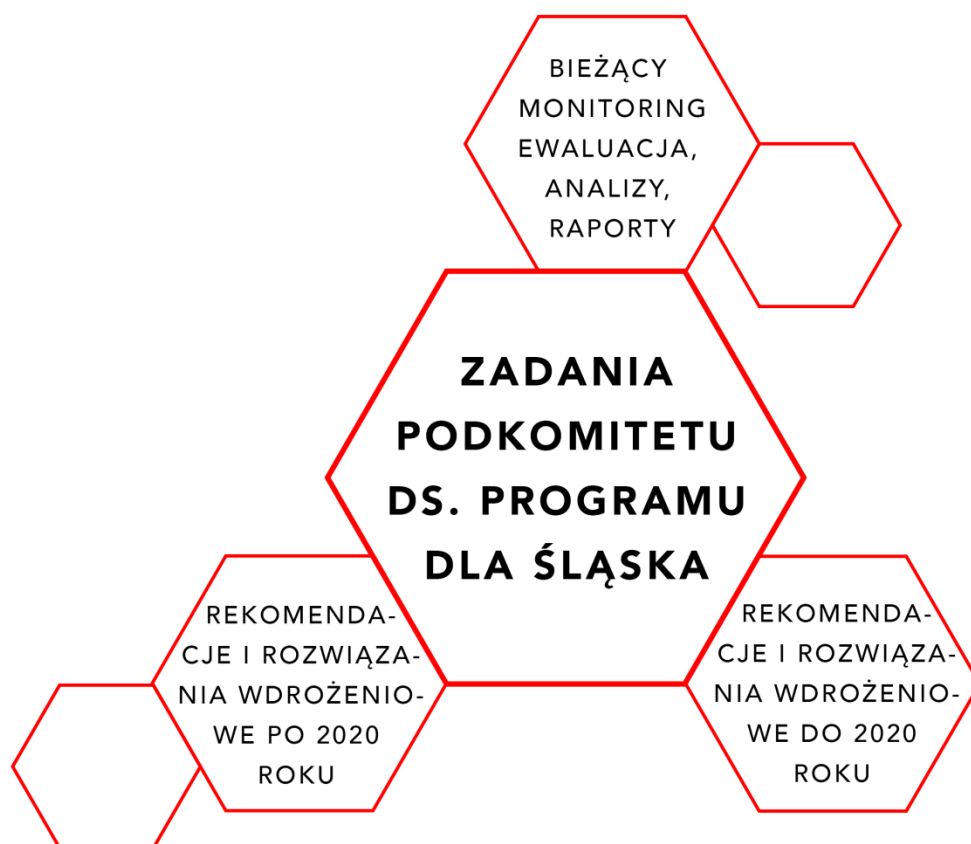 BIEŻĄCY
MONITORING
EWALUACJA,
ANALIZY,
RAPORTY
ZADANIA
PODKOMITETU
DS. PROGRAMU
DLA ŚLĄSKA
REKOMENDA-
CJE I ROZWIĄZA-
NIA WDROŻENIO-
WE PO 2020
ROKU
REKOMENDA-
CJE I ROZWIĄZA-
NIA WDROŻENIO-
WE DO 2020
ROKU